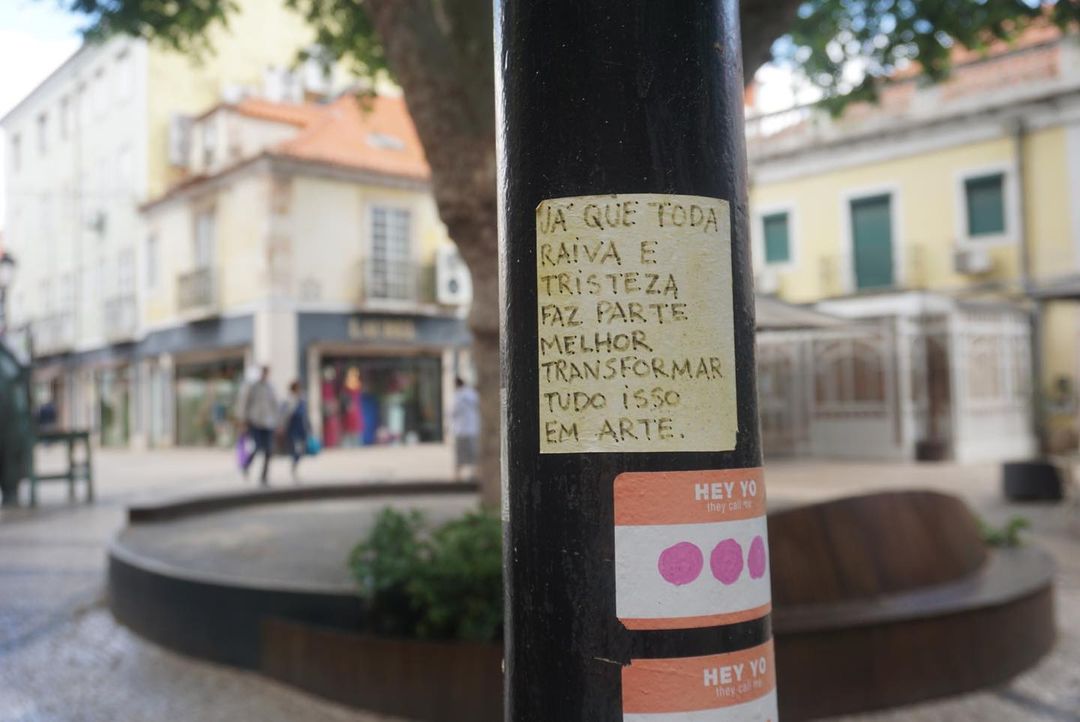 JÁ QUE TODA
RAIVA E
TRISTEZA
FAZ PARTE
MELHOR
TRANSFORMAR
TUDO ISSO
EM ARTE.
HEY YO
they call me
HEY YO
they call me